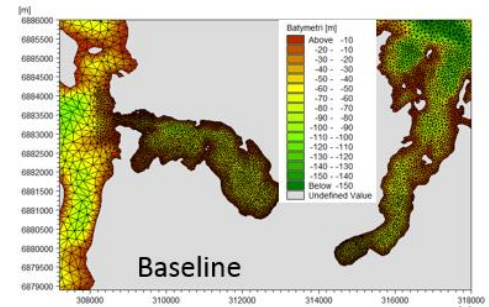 [m]
6886000
6885500
6885000
6884500
6884000
6883500
6883000
6882500
6882000
6881500
6881000
6880500
6880000
6879500
6879000
Batymetri [m]
Above -10
-20 - -10
-30 - -20
-40 - -30
-50 - -40
-60 - -50
-70 - -60
-80 - -70
-90 - -80
-100 - -90
-110 - -100
-120 - -110
-130 - -120
-140 - -130
-150 - -140
Below -150
Undefined Value
Baseline
308000 310000 312000 314000 316000 318000